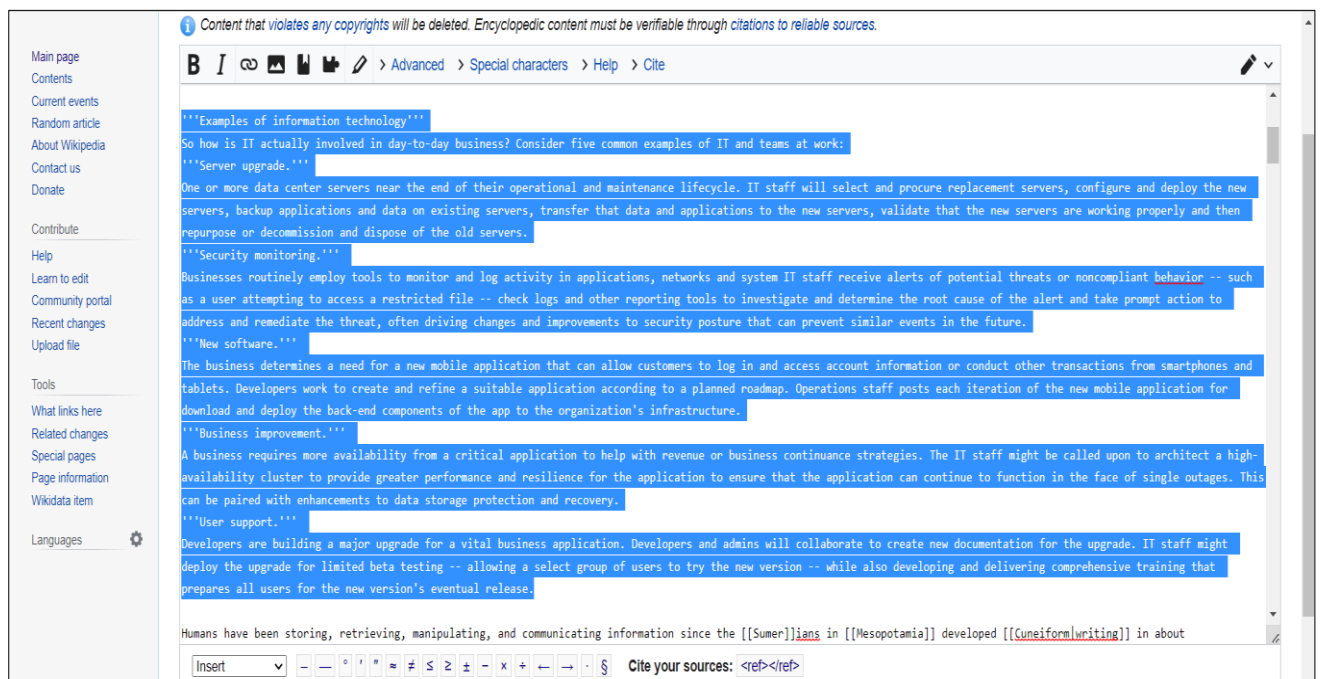 Content that violates any copyrights will be deleted. Encyclopedic content must be verifiable through citations to reliable sources.
Main page
Contents
Current events
Random article
About Wikipedia
Contact us
Donate
Contribute
Help
Learn to edit
Community portal
Recent changes
Upload file
Tools
What links here
Related changes
Special pages
Page information
Wikidata item
Languages
B I > Advanced > Special characters > Help > Cite
'''Examples of information technology'''
So how is IT actually involved in day-to-day business? Consider five common examples of IT and teams at work:
'''Server upgrade.'''
One or more data center servers near the end of their operational and maintenance lifecycle. IT staff will select and procure replacement servers, configure and deploy the new
servers, backup applications and data on existing servers, transfer that data and applications to the new servers, validate that the new servers are working properly and then
repurpose or decommission and dispose of the old servers.
'''Security monitoring.'''
Businesses routinely employ tools to monitor and log activity in applications, networks and system IT staff receive alerts of potential threats or noncompliant behavior -- such
as a user attempting to access a restricted file -- check logs and other reporting tools to investigate and determine the root cause of the alert and take prompt action to
address and remediate the threat, often driving changes and improvements to security posture that can prevent similar events in the future.
'''New software.'''
The business determines a need for a new mobile application that can allow customers to log in and access account information or conduct other transactions from smartphones and
tablets. Developers work to create and refine a suitable application according to a planned roadmap. Operations staff posts each iteration of the new mobile application for
download and deploy the back-end components of the app to the organization's infrastructure.
'''Business improvement.'''
A business requires more availability from a critical application to help with revenue or business continuance strategies. The IT staff might be called upon to architect a high-
availability cluster to provide greater performance and resilience for the application to ensure that the application can continue to function in the face of single outages. This
can be paired with enhancements to data storage protection and recovery.
'''User support.'''
Developers are building a major upgrade for a vital business application. Developers and admins will collaborate to create new documentation for the upgrade. IT staff might
deploy the upgrade for limited beta testing -- allowing a select group of users to try the new version -- while also developing and delivering comprehensive training that
prepares all users for the new version's eventual release.
Humans have been storing, retrieving, manipulating, and communicating information since the [[Sumer]]ians in [[Mesopotamia]] developed [[Cuneiform|writing]] in about
Insert – — ° ′ ″ ≈ ≠ ≤ ≥ ± − × ÷ ← → · § Cite your sources: <ref></ref>